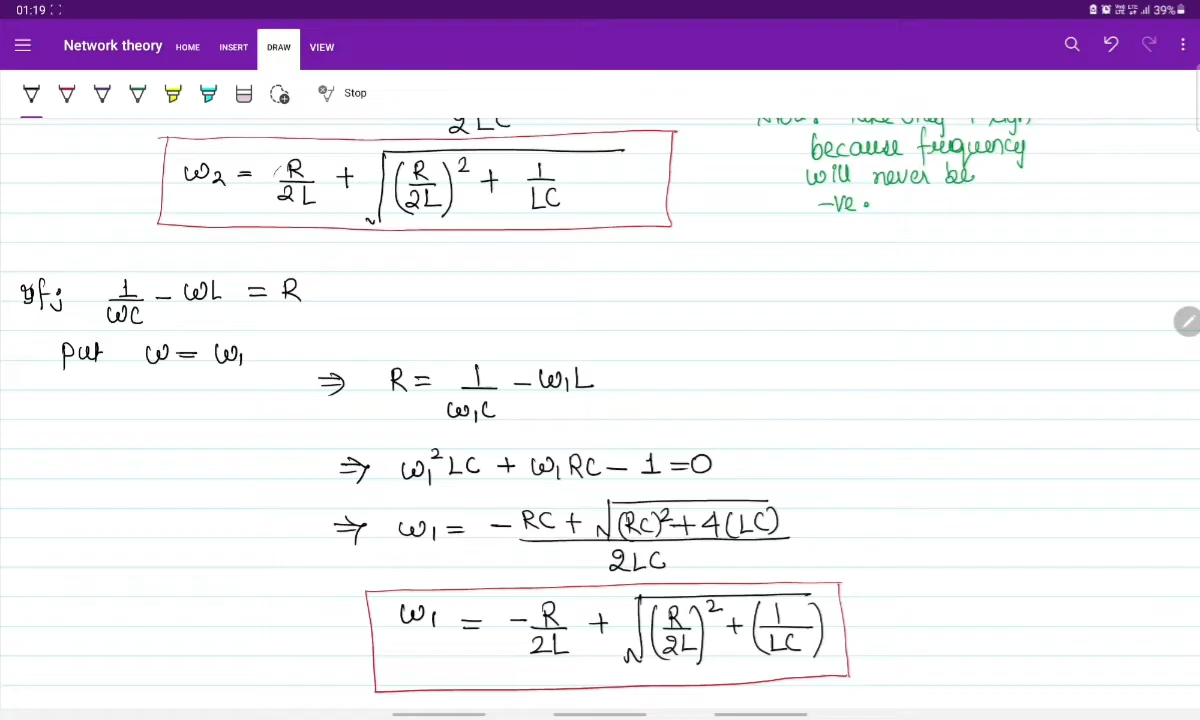 01:19
39%
Network theory HOME INSERT DRAW VIEW
Stop
2LC
ω₂ = R/2L + √((R/2L)² + 1/LC)
because frequency
will never be
-ve.
If; 1/ωC - ωL = R
put ω = ω₁
⇒ R = 1/ω₁C - ω₁L
⇒ ω₁²LC + ω₁RC - 1 = 0
⇒ ω₁ = (-RC + √((RC)² + 4(LC)))/2LC
ω₁ = -R/2L + √((R/2L)² + (1/LC))